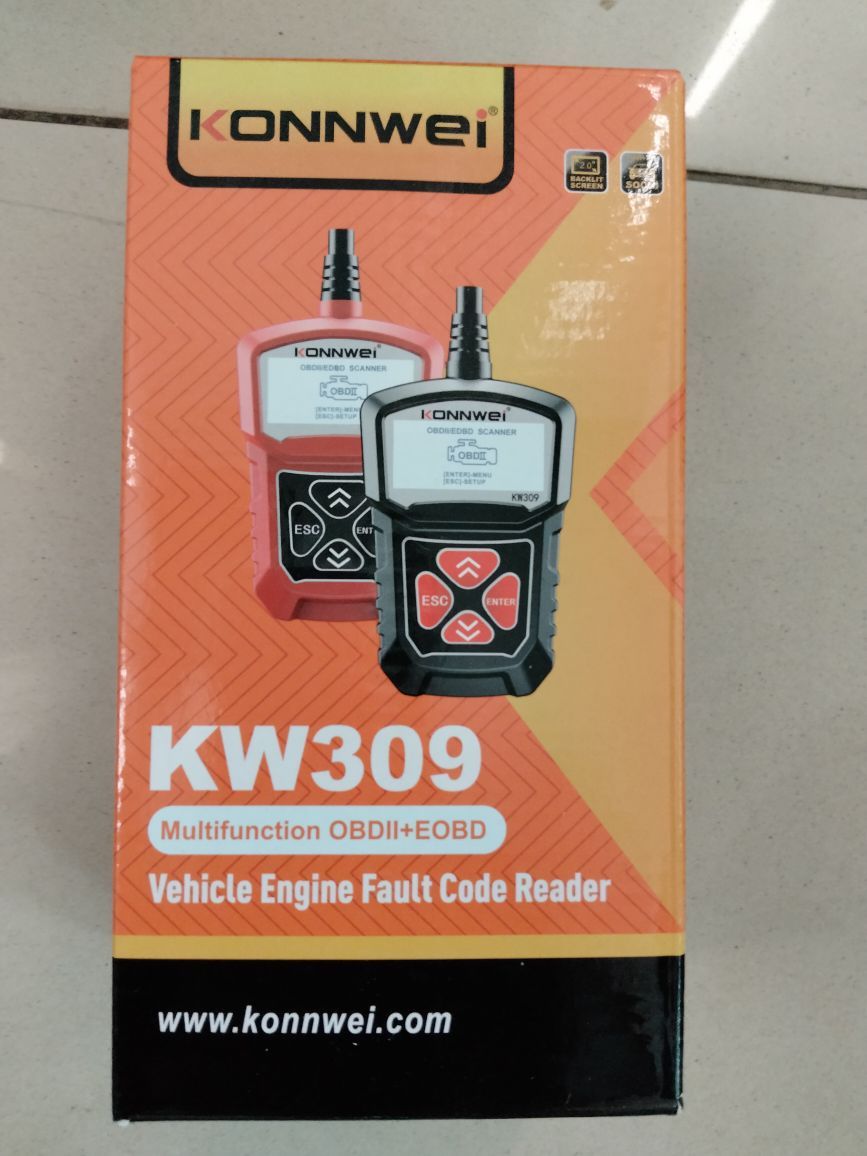 KONNWEI®
2.0"
BACKLIT
SCREEN
KONNWEI®
OBDII/EDBD SCANNER
OBDII
[ENTER]-MENU
[ESC]-SETUP
ESC
ENT
KONNWEI®
OBDII/EDBD SCANNER
OBDII
[ENTER]-MENU
[ESC]-SETUP
KW309
ESC
ENTER
KW309
Multifunction OBDII+EOBD
Vehicle Engine Fault Code Reader
www.konnwei.com